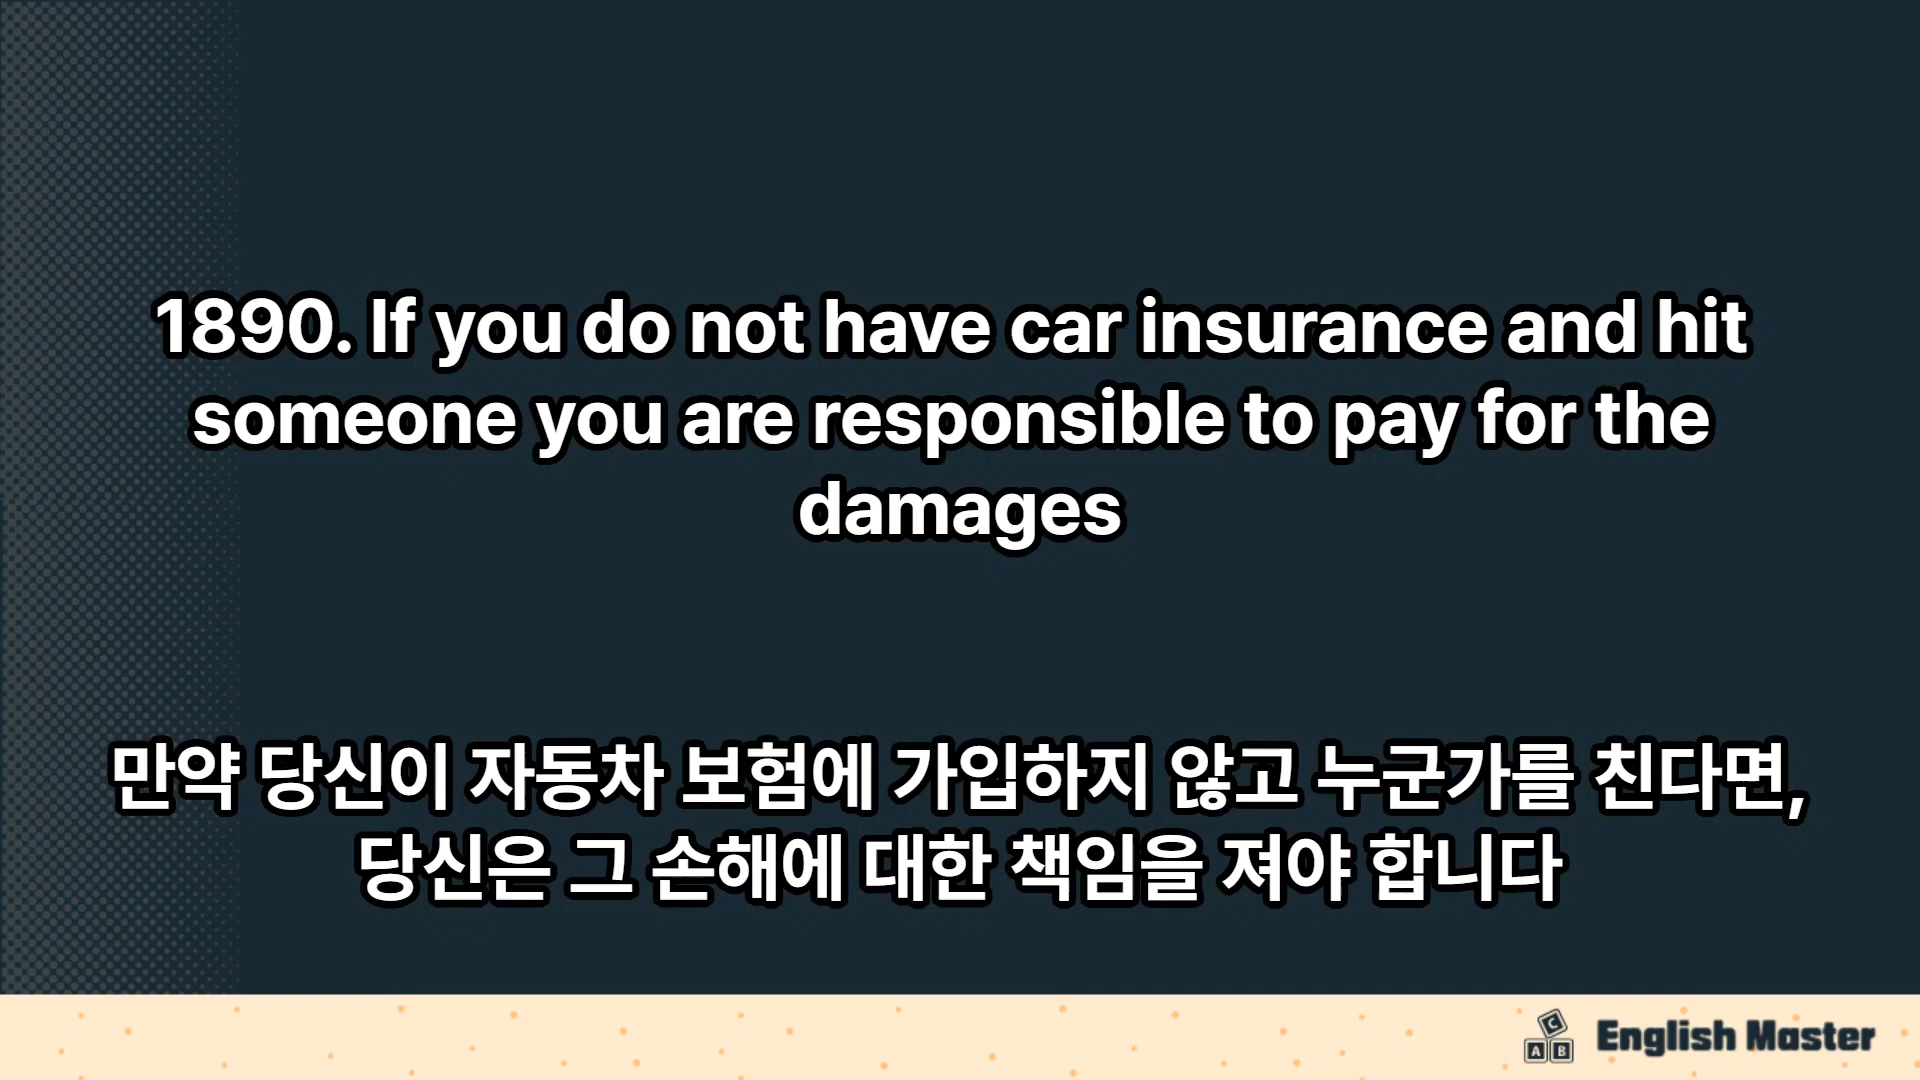 1890. If you do not have car insurance and hit
someone you are responsible to pay for the
damages
만약 당신이 자동차 보험에 가입하지 않고 누군가를 친다면,
당신은 그 손해에 대한 책임을 져야 합니다
C
A B English Master